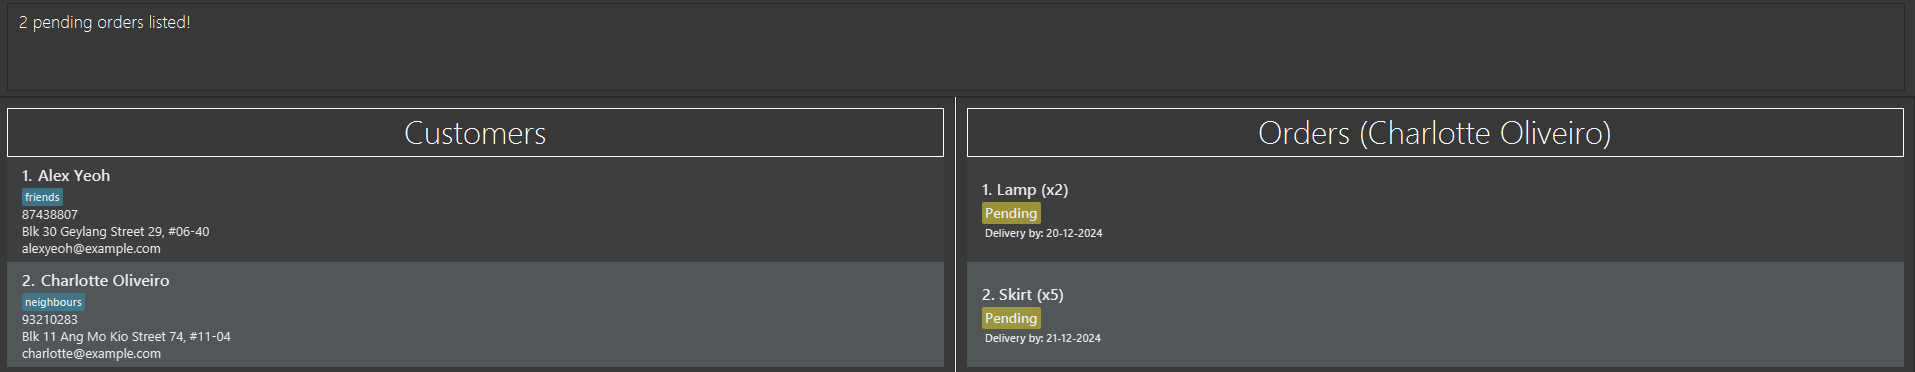 2 pending orders listed!
Customers
1. Alex Yeoh
friends
87438807
Blk 30 Geylang Street 29, #06-40
alexyeoh@example.com
2. Charlotte Oliveiro
neighbours
93210283
Blk 11 Ang Mo Kio Street 74, #11-04
charlotte@example.com
Orders (Charlotte Oliveiro)
1. Lamp (x2)
Pending
Delivery by: 20-12-2024
2. Skirt (x5)
Pending
Delivery by: 21-12-2024